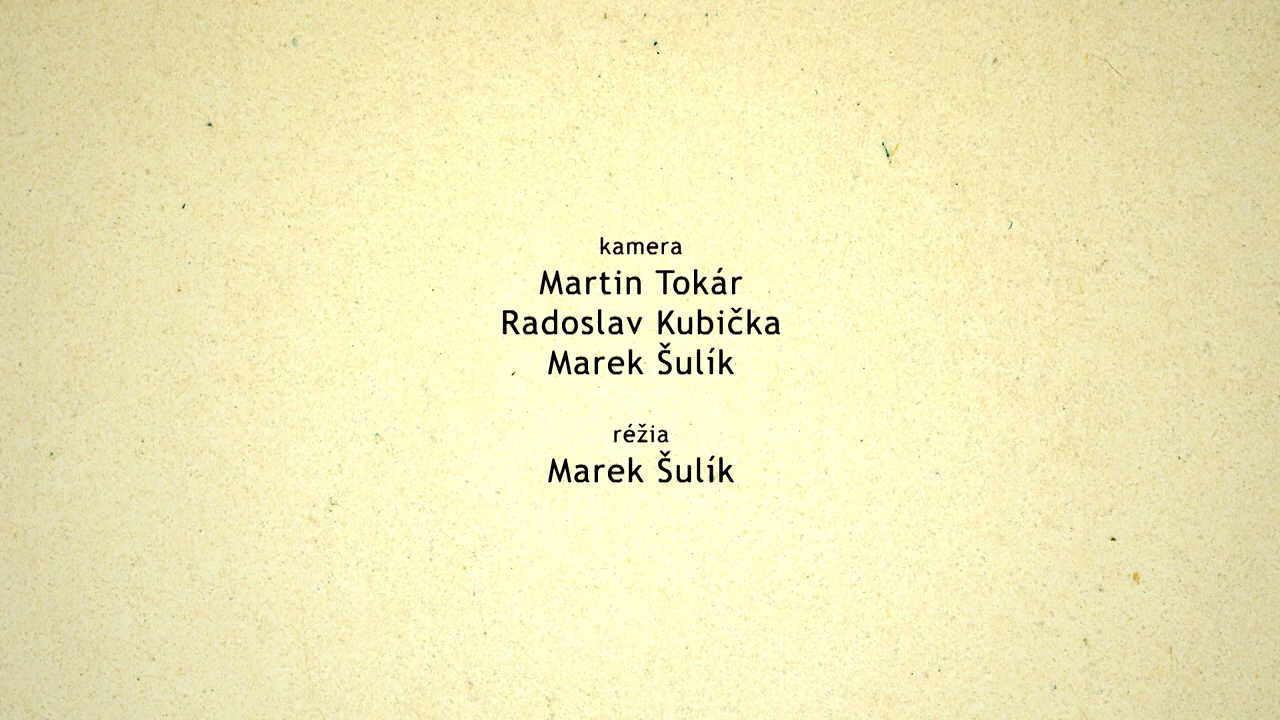 kamera
Martin Tokár
Radoslav Kubička
Marek Šulík
réžia
Marek Šulík